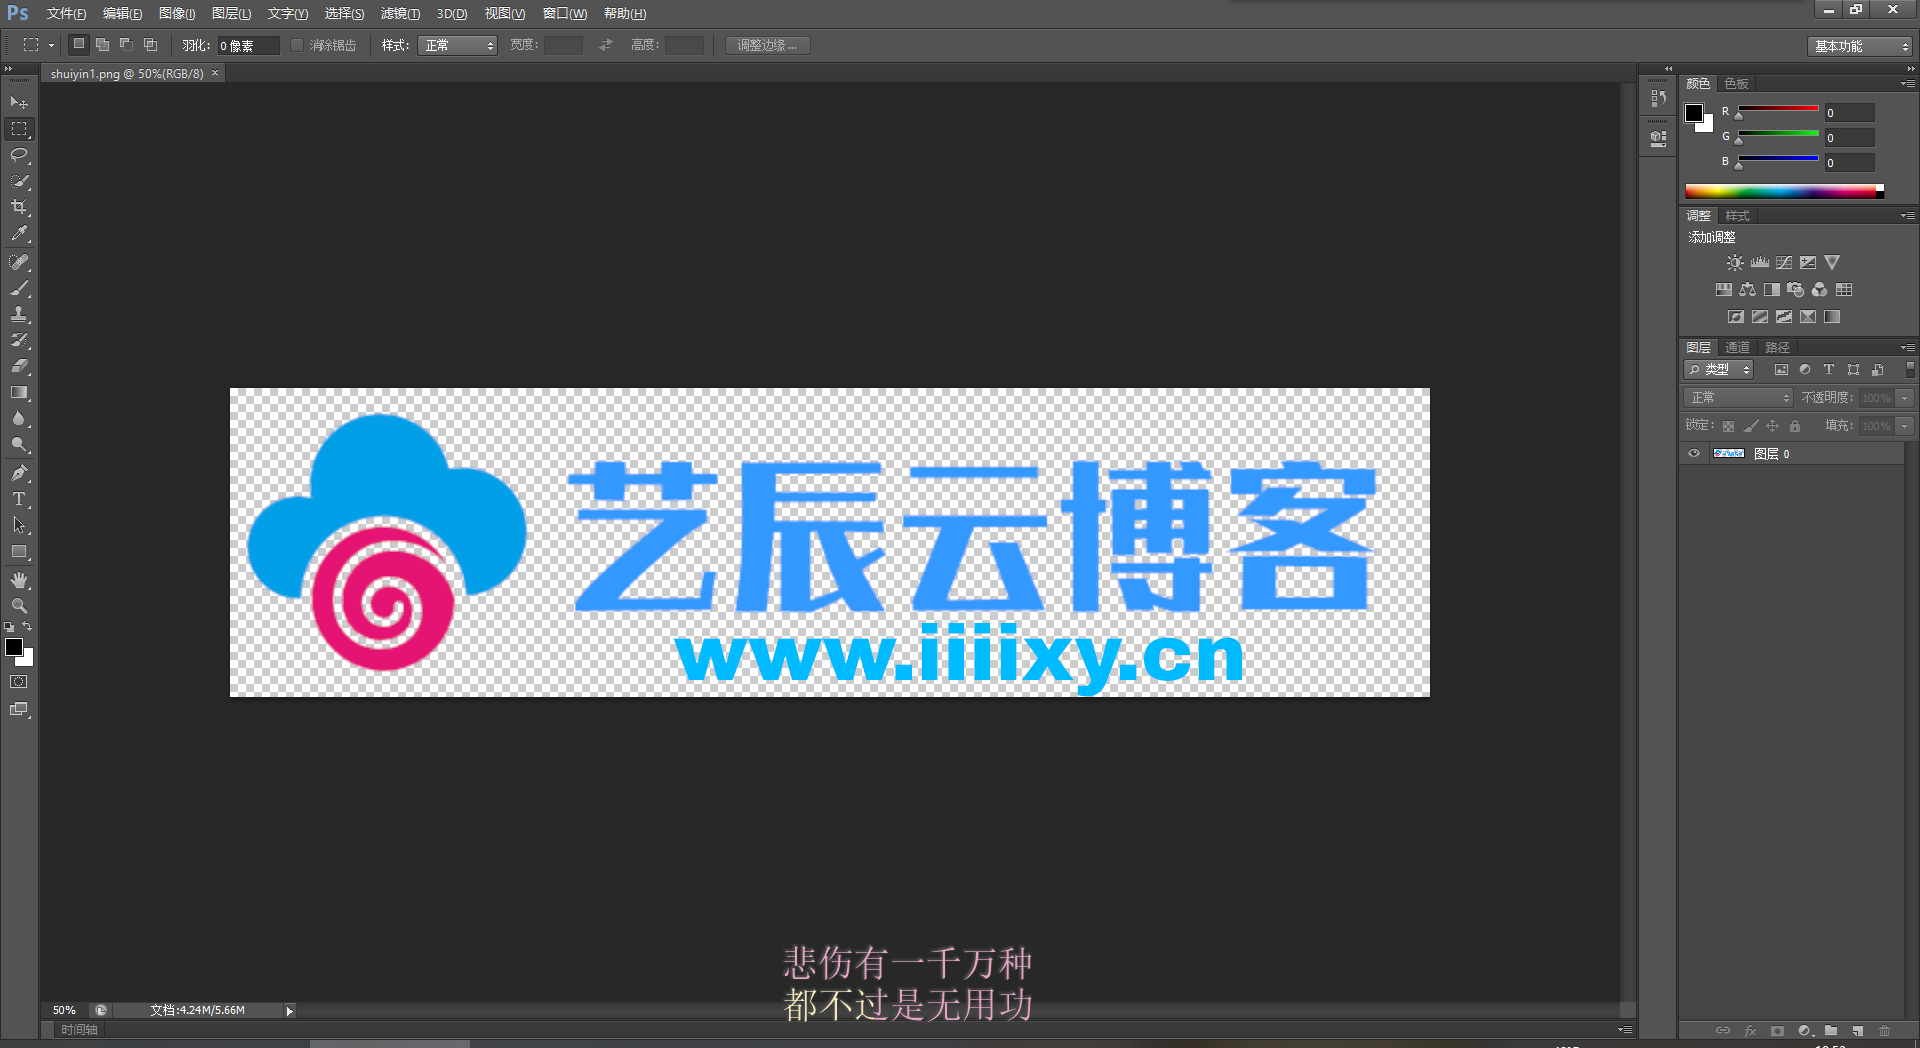 Ps 文件(F) 编辑(E) 图像(I) 图层(L) 文字(Y) 选择(S) 滤镜(T) 3D(D) 视图(V) 窗口(W) 帮助(H)
羽化: 0 像素 消除锯齿 样式: 正常 宽度: 高度: 调整边缘... 基本功能
shuiyin1.png @ 50%(RGB/8) ×
颜色 色板
R 0
G 0
B 0
调整 样式
添加调整
图层 通道 路径
类型
正常 不透明度: 100%
锁定: 填充: 100%
图层 0
艺辰云博客
www.iiiixy.cn
悲伤有一千万种
都不过是无用功
50% 文档:4.24M/5.66M
时间轴
fx